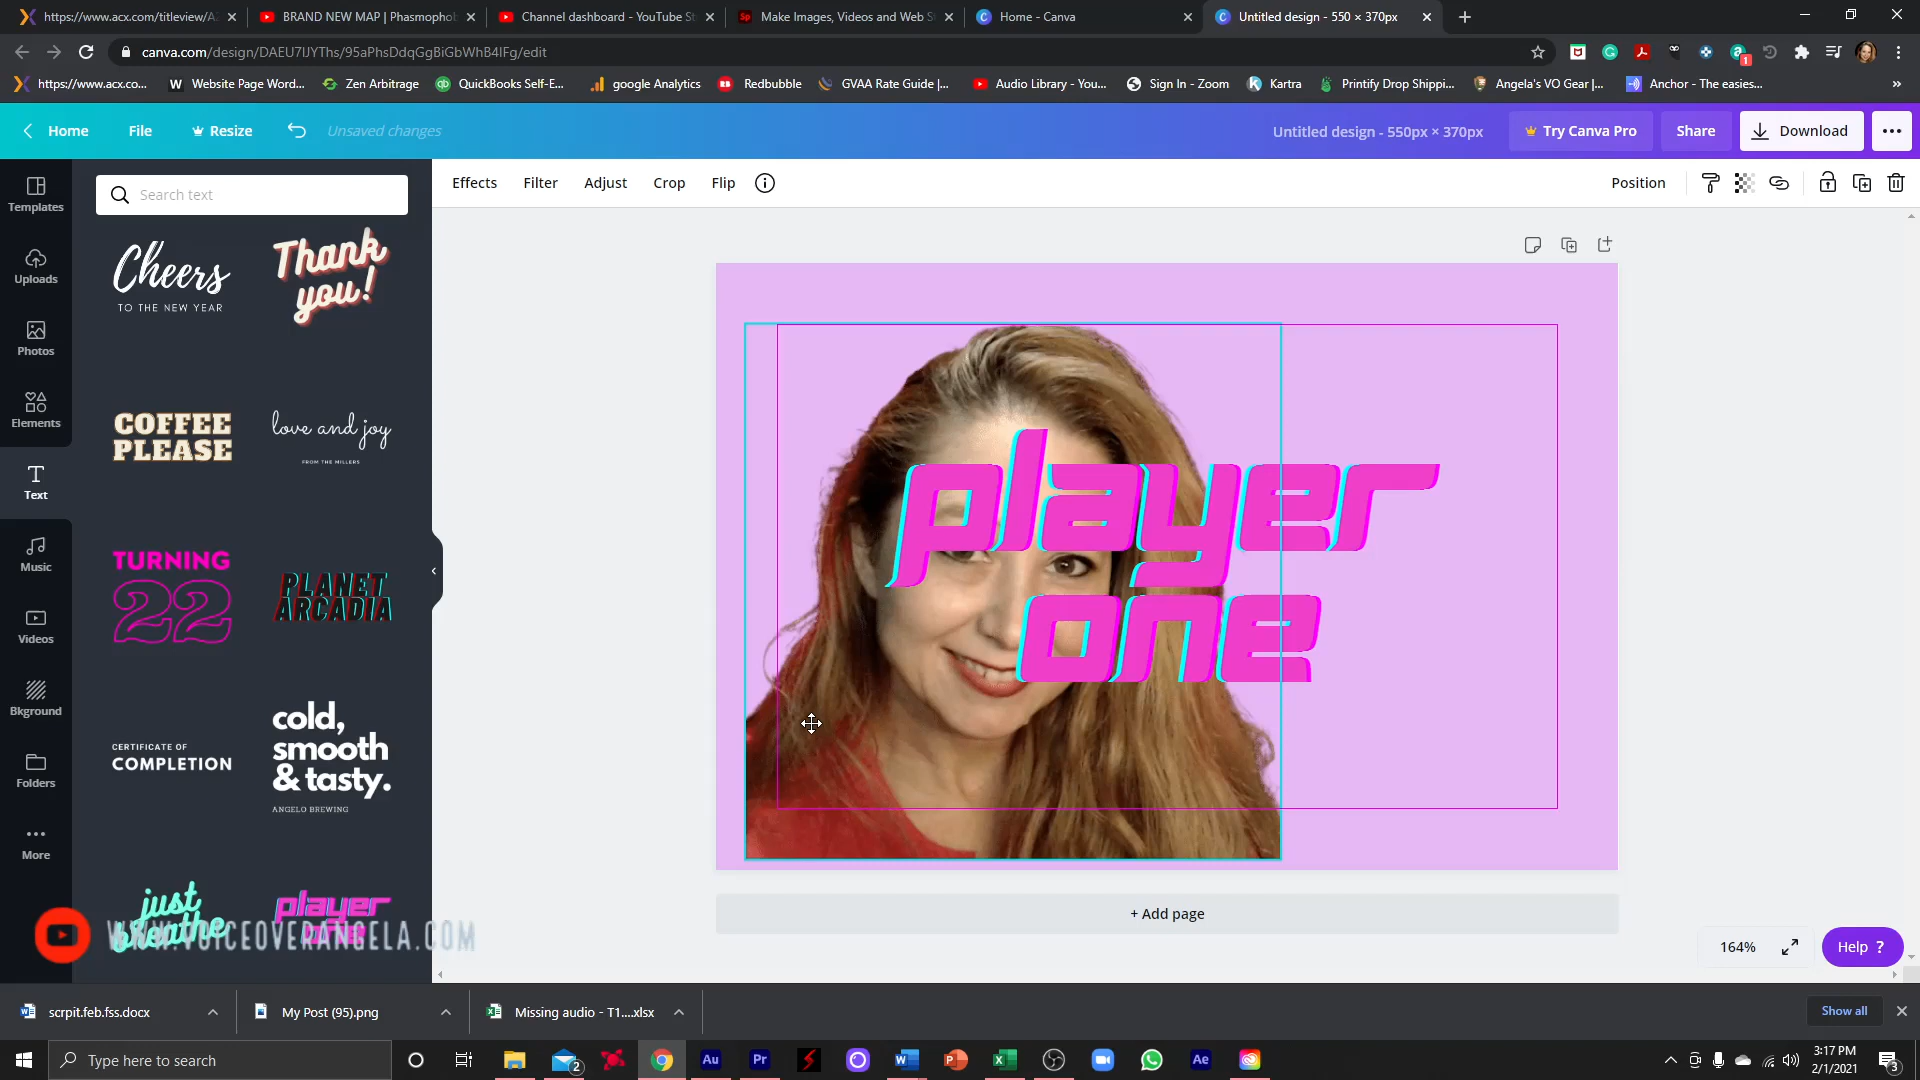 https://www.acx.com/titleview/A
BRAND NEW MAP | Phasmophob
Channel dashboard - YouTube St
Make Images, Videos and Web S
Home - Canva
Untitled design - 550 × 370px
canva.com/design/DAEU7IJYThs/95aPhsDdqGgBiGbWhB4IFg/edit
https://www.acx.co...
Website Page Word...
Zen Arbitrage
QuickBooks Self-E...
google Analytics
Redbubble
GVAA Rate Guide |...
Audio Library - You...
Sign In - Zoom
Kartra
Printify Drop Shippi...
Angela's VO Gear |...
Anchor - The easies...
Home
File
Resize
Unsaved changes
Untitled design - 550px × 370px
Try Canva Pro
Share
Download
Templates
Uploads
Photos
Elements
Text
Music
Videos
Bkground
Folders
More
Search text
Cheers
TO THE NEW YEAR
Thank
you!
COFFEE
PLEASE
love and joy
FROM THE MILLERS
TURNING
22
PLANET
ARCADIA
CERTIFICATE OF
COMPLETION
cold,
smooth
& tasty.
ANGELO BREWING
just
breathe
player
one
WWW.VOICEOVERANGELA.COM
Effects
Filter
Adjust
Crop
Flip
Position
player
one
+ Add page
164%
Help ?
scrpit.feb.fss.docx
My Post (95).png
Missing audio - T1....xlsx
Show all
Type here to search
2
Au
Pr
Ae
3:17 PM
2/1/2021
3